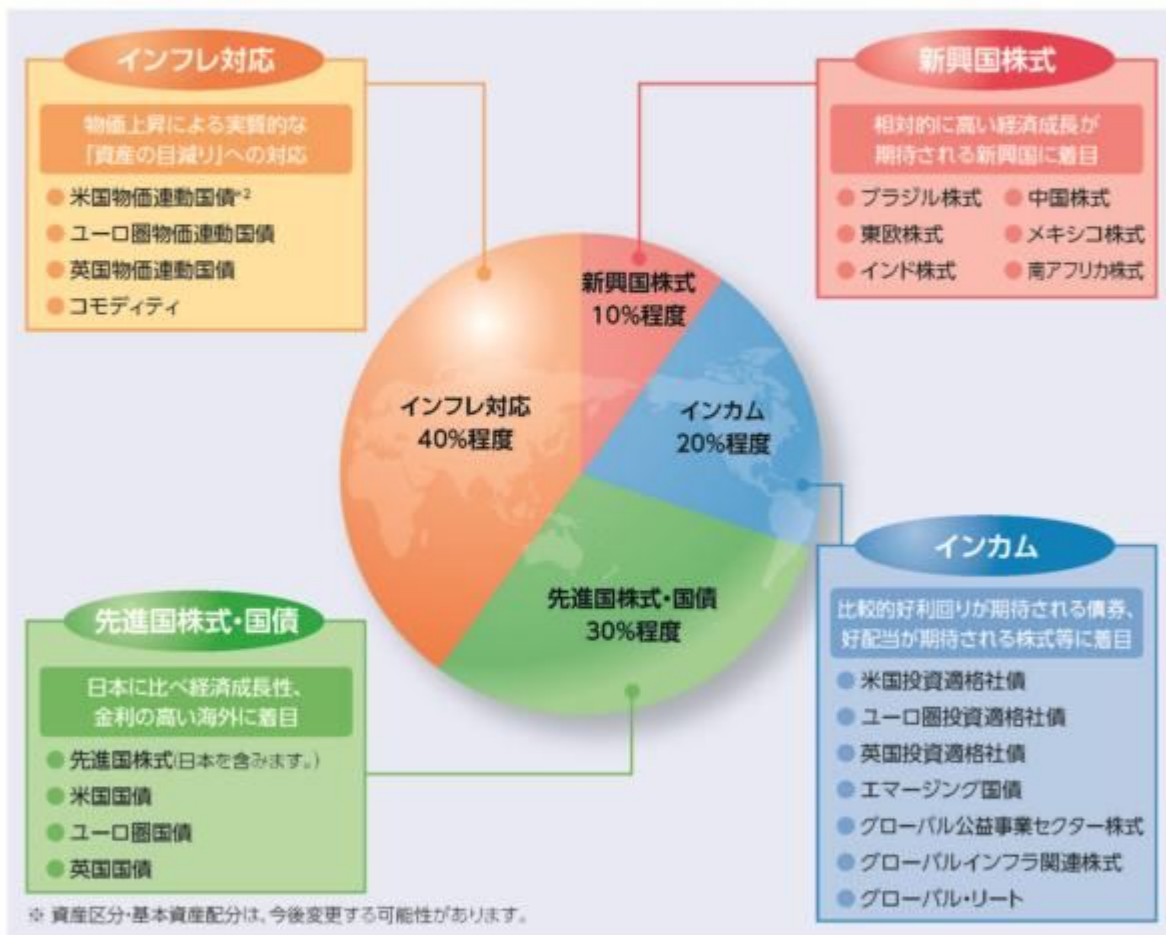 インフレ対応
物価上昇による実質的な
「資産の目減り」への対応
米国物価連動国債*2
ユーロ圏物価連動国債
英国物価連動国債
コモディティ
新興国株式
相対的に高い経済成長が
期待される新興国に着目
ブラジル株式 中国株式
東欧株式 メキシコ株式
インド株式 南アフリカ株式
新興国株式
10%程度
インフレ対応
40%程度
インカム
20%程度
先進国株式・国債
30%程度
先進国株式・国債
日本に比べ経済成長性、
金利の高い海外に着目
先進国株式(日本を含みます。)
米国国債
ユーロ圏国債
英国国債
インカム
比較的好利回りが期待される債券、
好配当が期待される株式等に着目
米国投資適格社債
ユーロ圏投資適格社債
英国投資適格社債
エマージング国債
グローバル公益事業セクター株式
グローバルインフラ関連株式
グローバル・リート
※ 資産区分・基本資産配分は、今後変更する可能性があります。